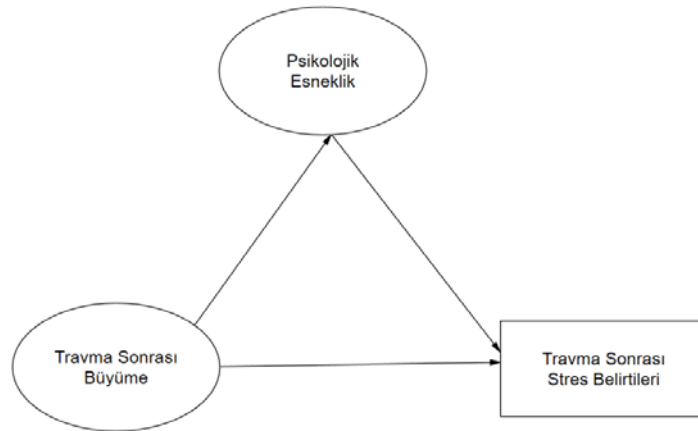 Psikolojik
Esneklik
Travma Sonrası
Büyüme
Travma Sonrası
Stres Belirtileri